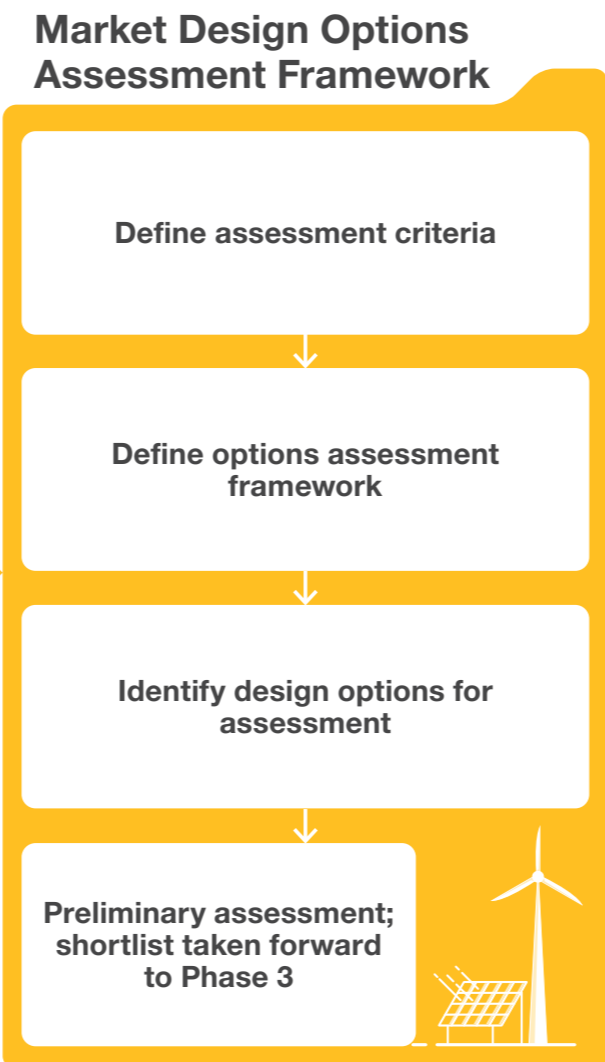 Market Design Options
Assessment Framework
Define assessment criteria
Define options assessment
framework
Identify design options for
assessment
Preliminary assessment;
shortlist taken forward
to Phase 3